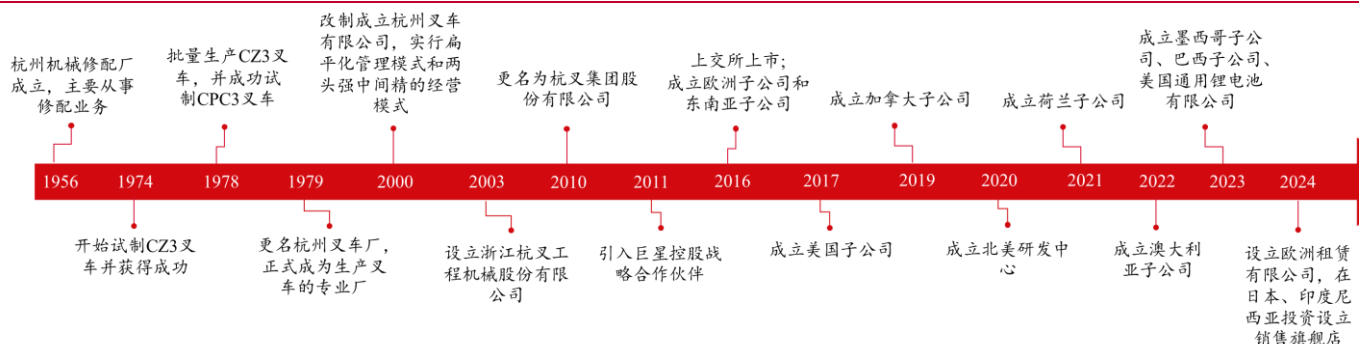 杭州机械修配厂
成立，主要从事
修配业务
批量生产CZ3叉
车，并成功试
制CPC3叉车
改制成立杭州叉车
有限公司，实行扁
平化管理模式和两
头强中间精的经营
模式
更名为杭叉集团股
份有限公司
上交所上市；
成立欧洲子公司和
东南亚子公司
成立加拿大子公司
成立荷兰子公司
成立墨西哥子公
司、巴西子公司、
美国通用锂电池
有限公司
1956 1974 1978 1979 2000 2003 2010 2011 2016 2017 2019 2020 2021 2022 2023 2024
开始试制CZ3叉
车并获得成功
更名杭州叉车厂，
正式成为生产叉
车的专业厂
设立浙江杭叉工
程机械股份有限
公司
引入巨星控股战
略合作伙伴
成立美国子公司
成立北美研发中
心
成立澳大利
亚子公司
设立欧洲租赁
有限公司，在
日本、印度尼
西亚投资设立
销售旗舰店